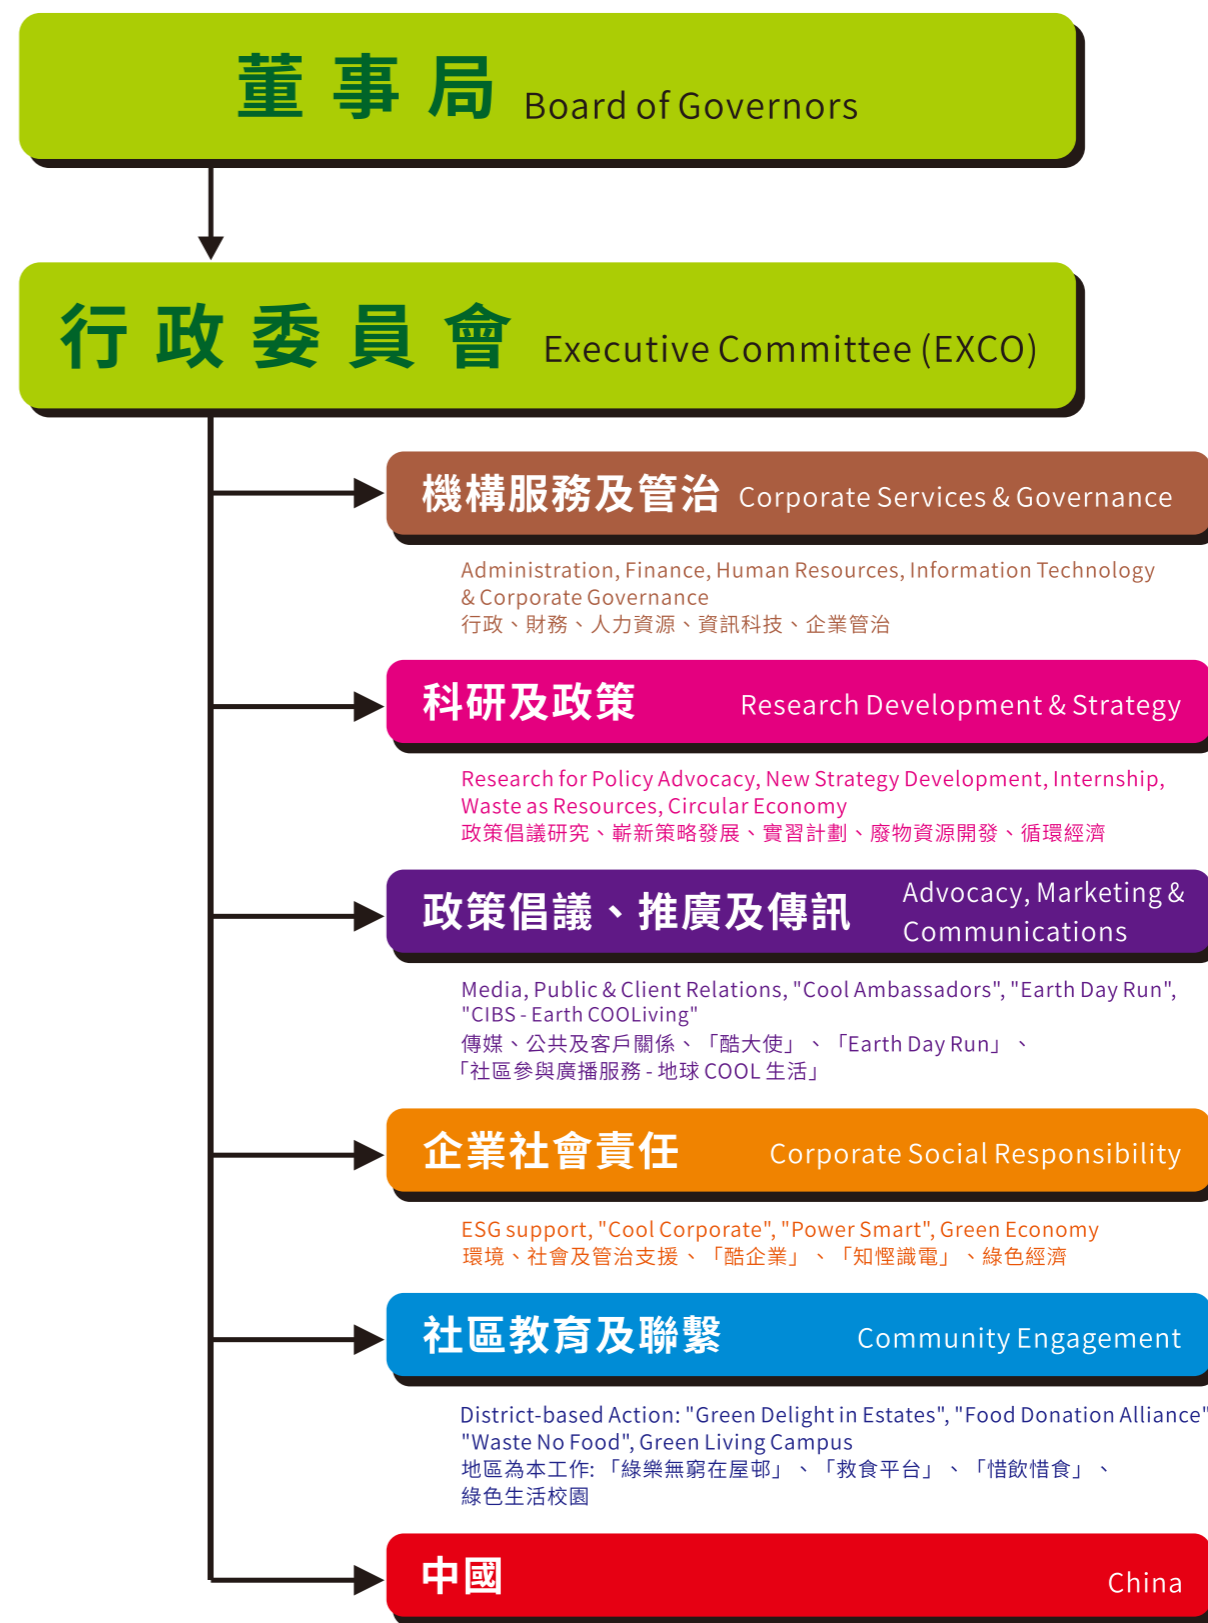 董事局 Board of Governors
行政委員會 Executive Committee (EXCO)
機構服務及管治 Corporate Services & Governance
Administration, Finance, Human Resources, Information Technology
& Corporate Governance
行政、財務、人力資源、資訊科技、企業管治
科研及政策 Research Development & Strategy
Research for Policy Advocacy, New Strategy Development, Internship,
Waste as Resources, Circular Economy
政策倡議研究、嶄新策略發展、實習計劃、廢物資源開發、循環經濟
政策倡議、推廣及傳訊 Advocacy, Marketing &
Communications
Media, Public & Client Relations, "Cool Ambassadors", "Earth Day Run",
"CIBS - Earth COOLiving"
傳媒、公共及客戶關係、「酷大使」、「Earth Day Run」、
「社區參與廣播服務 - 地球 COOL 生活」
企業社會責任 Corporate Social Responsibility
ESG support, "Cool Corporate", "Power Smart", Green Economy
環境、社會及管治支援、「酷企業」、「知慳識電」、綠色經濟
社區教育及聯繫 Community Engagement
District-based Action: "Green Delight in Estates", "Food Donation Alliance"
"Waste No Food", Green Living Campus
地區為本工作: 「綠樂無窮在屋邨」、「救食平台」、「惜飲惜食」、
綠色生活校園
中國 China